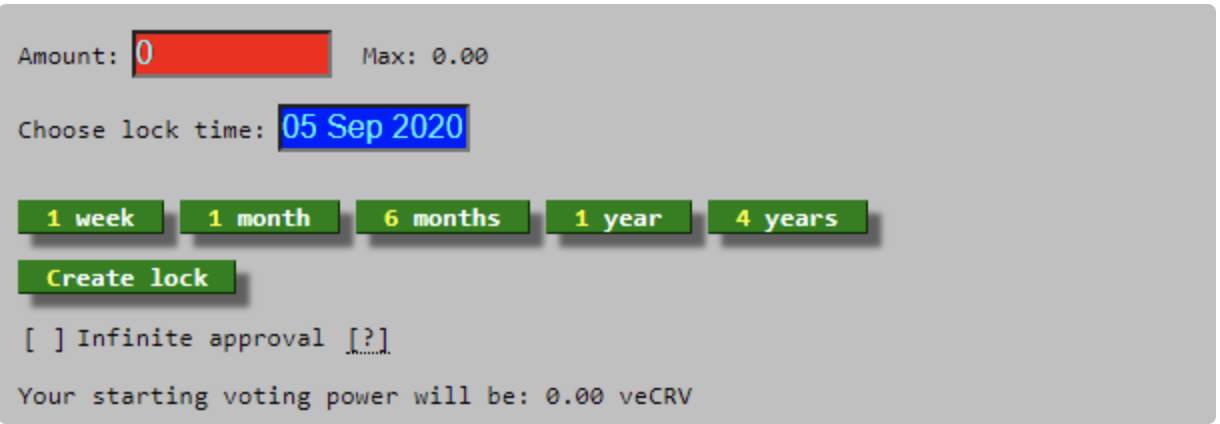 Amount: 0 Max: 0.00
Choose lock time: 05 Sep 2020
1 week 1 month 6 months 1 year 4 years
Create lock
[ ] Infinite approval [?]
Your starting voting power will be: 0.00 veCRV